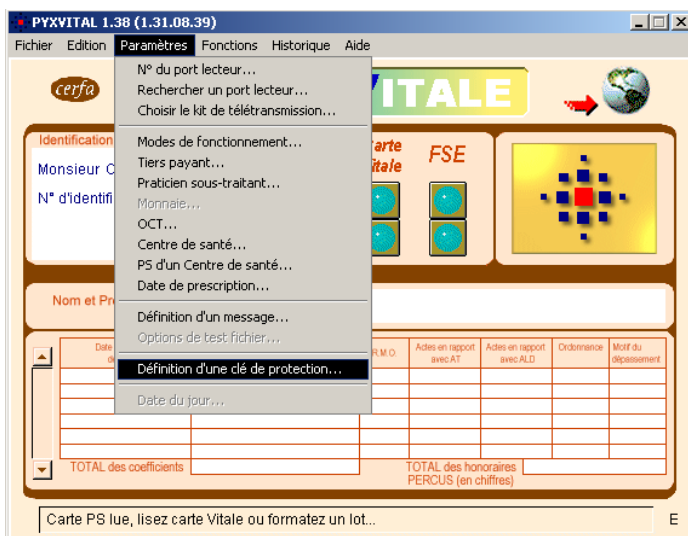 PYXVITAL 1.38 (1.31.08.39)
Fichier Edition Paramètres Fonctions Historique Aide
N° du port lecteur...
Rechercher un port lecteur...
Choisir le kit de télétransmission...
Modes de fonctionnement...
Tiers payant...
Praticien sous-traitant...
Monnaie...
OCT...
Centre de santé...
PS d'un Centre de santé...
Date de prescription...
Définition d'un message...
Options de test fichier...
Définition d'une clé de protection...
Date du jour...
cerfa
VITALE
Identification
Monsieur C
N° d'identifi
FSE
Nom et Pr
Date
R.M.O.
Actes en rapport avec AT
Actes en rapport avec ALD
Ordonnance
Motif du dépassement
TOTAL des coefficients
TOTAL des honoraires
PERCUS (en chiffres)
Carte PS lue, lisez carte Vitale ou formatez un lot...
E